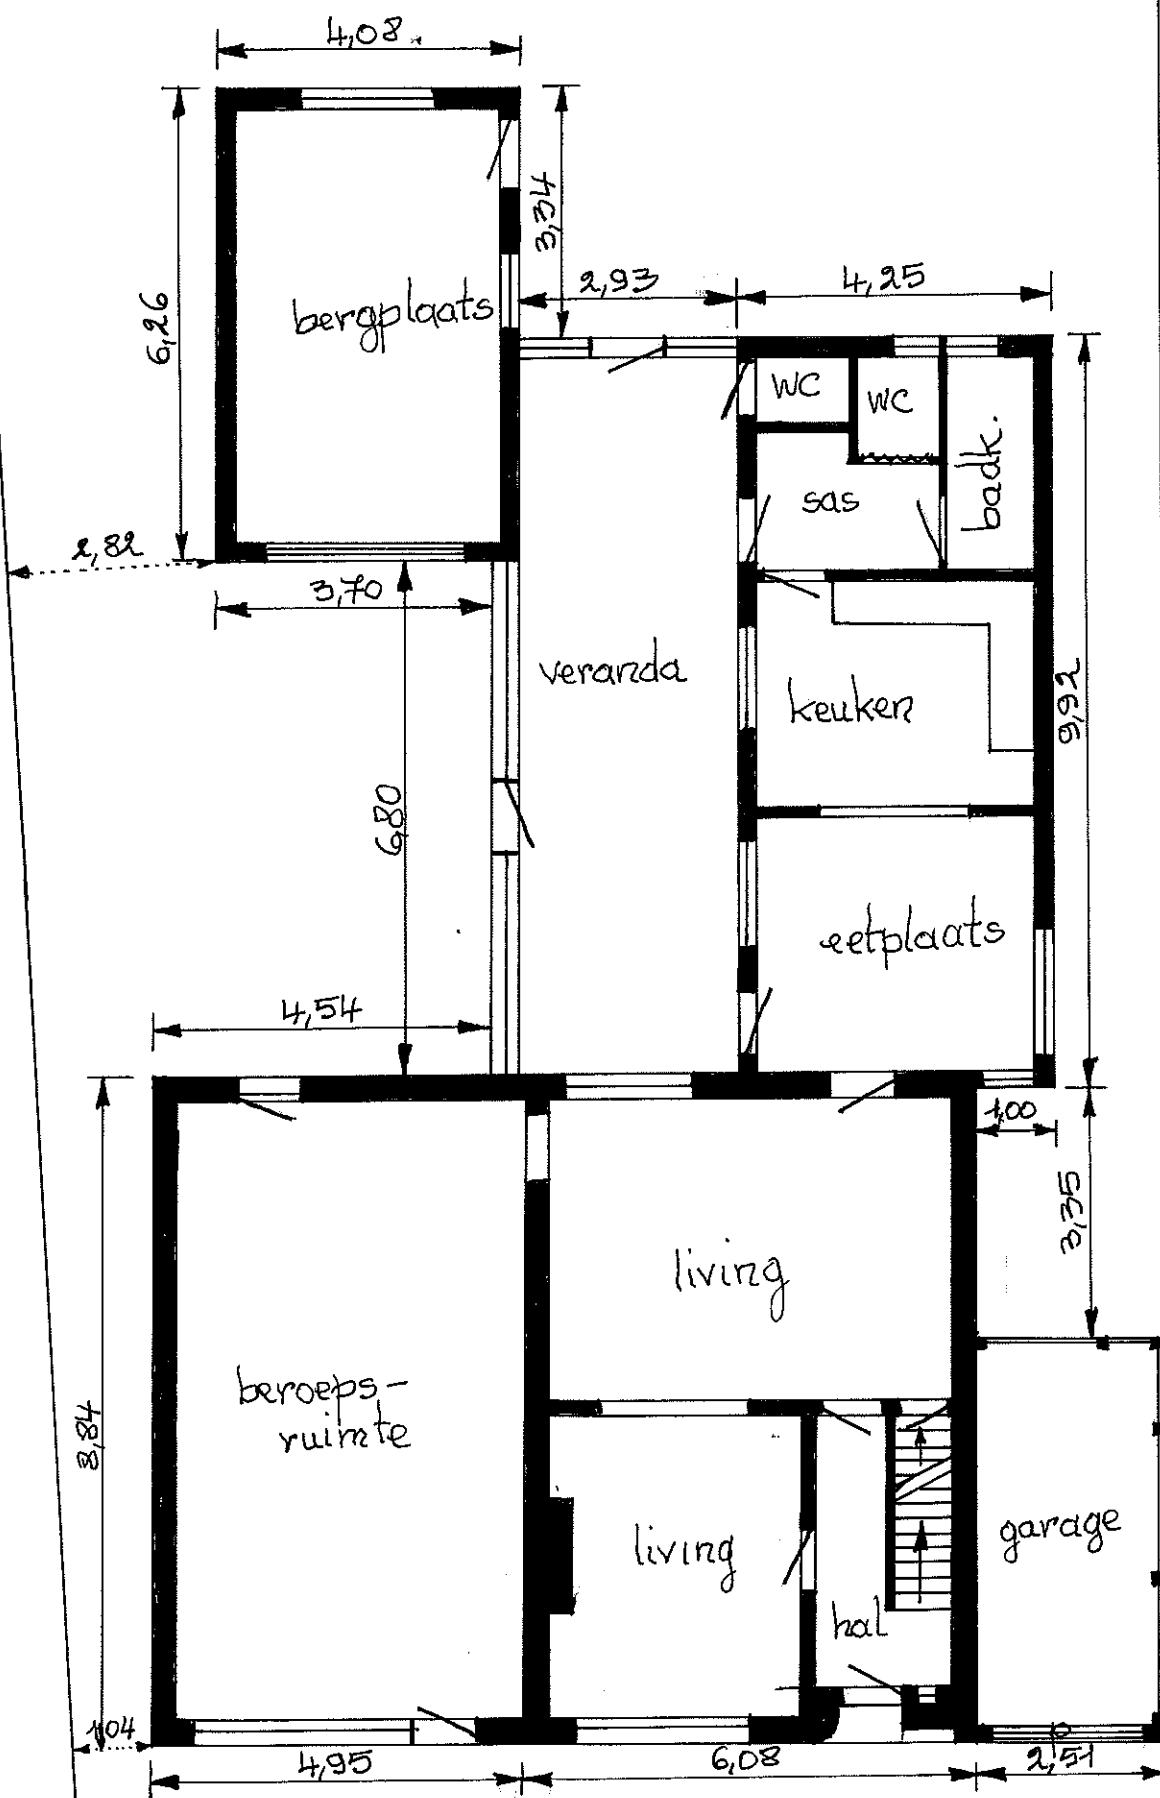 4,08
3,34
6,26
bergplaats
2,93
4,25
WC
WC
badk.
sas
2,82
3,70
veranda
keuken
9,92
6,80
eetplaats
4,54
1,00
3,35
living
beroeps-
ruimte
8,84
living
garage
hal
1,04
4,95
6,08
2,51